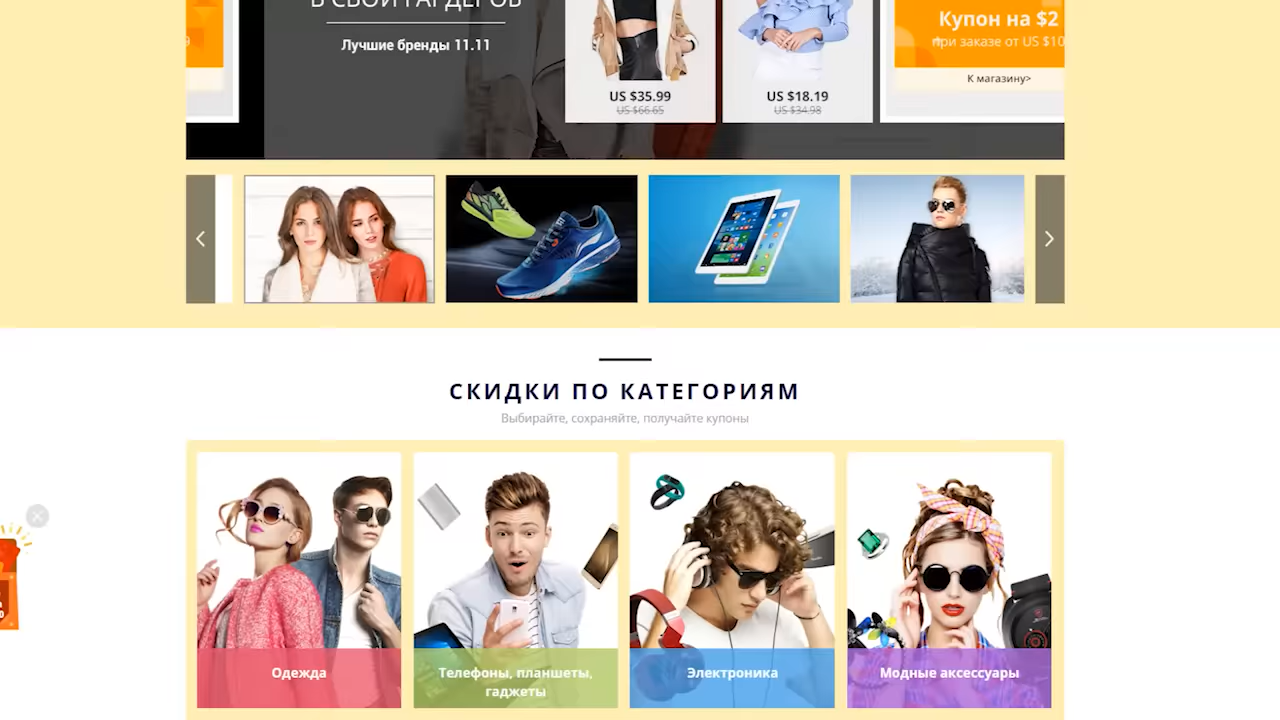 В СВОЙ ГАРДЕРОБ
Лучшие бренды 11.11
US $35.99
US $66.65
US $18.19
US $34.98
Купон на $2
при заказе от US $10
К магазину>
СКИДКИ ПО КАТЕГОРИЯМ
Выбирайте, сохраняйте, получайте купоны
Одежда
Телефоны, планшеты,
гаджеты
Электроника
Модные аксессуары